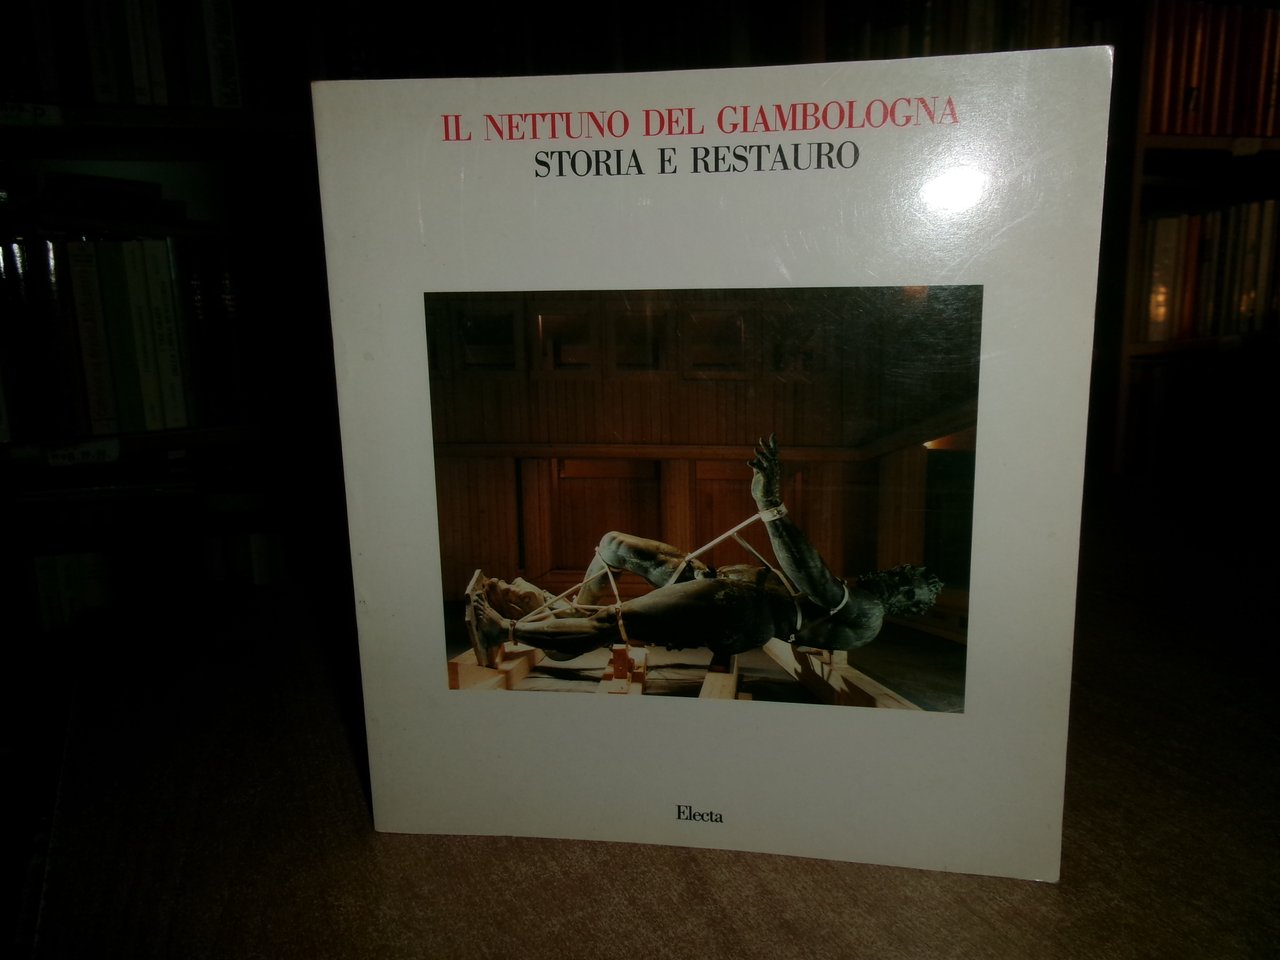 IL NETTUNO DEL GIAMBOLOGNA
STORIA E RESTAURO
Electa